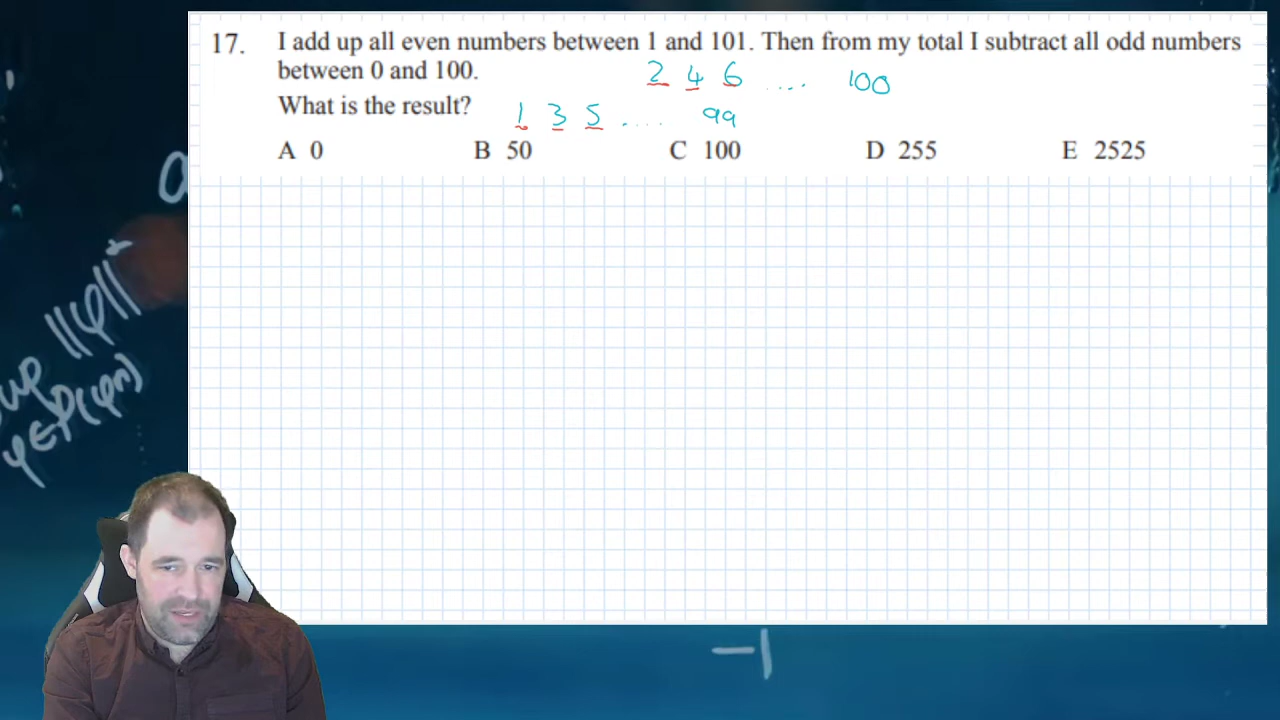 17. I add up all even numbers between 1 and 101. Then from my total I subtract all odd numbers
between 0 and 100.
2 4 6 .... 100
What is the result?
1 3 5 .... 99
A 0 B 50 C 100 D 255 E 2525
||φ||
φ∈P(φn)
-1